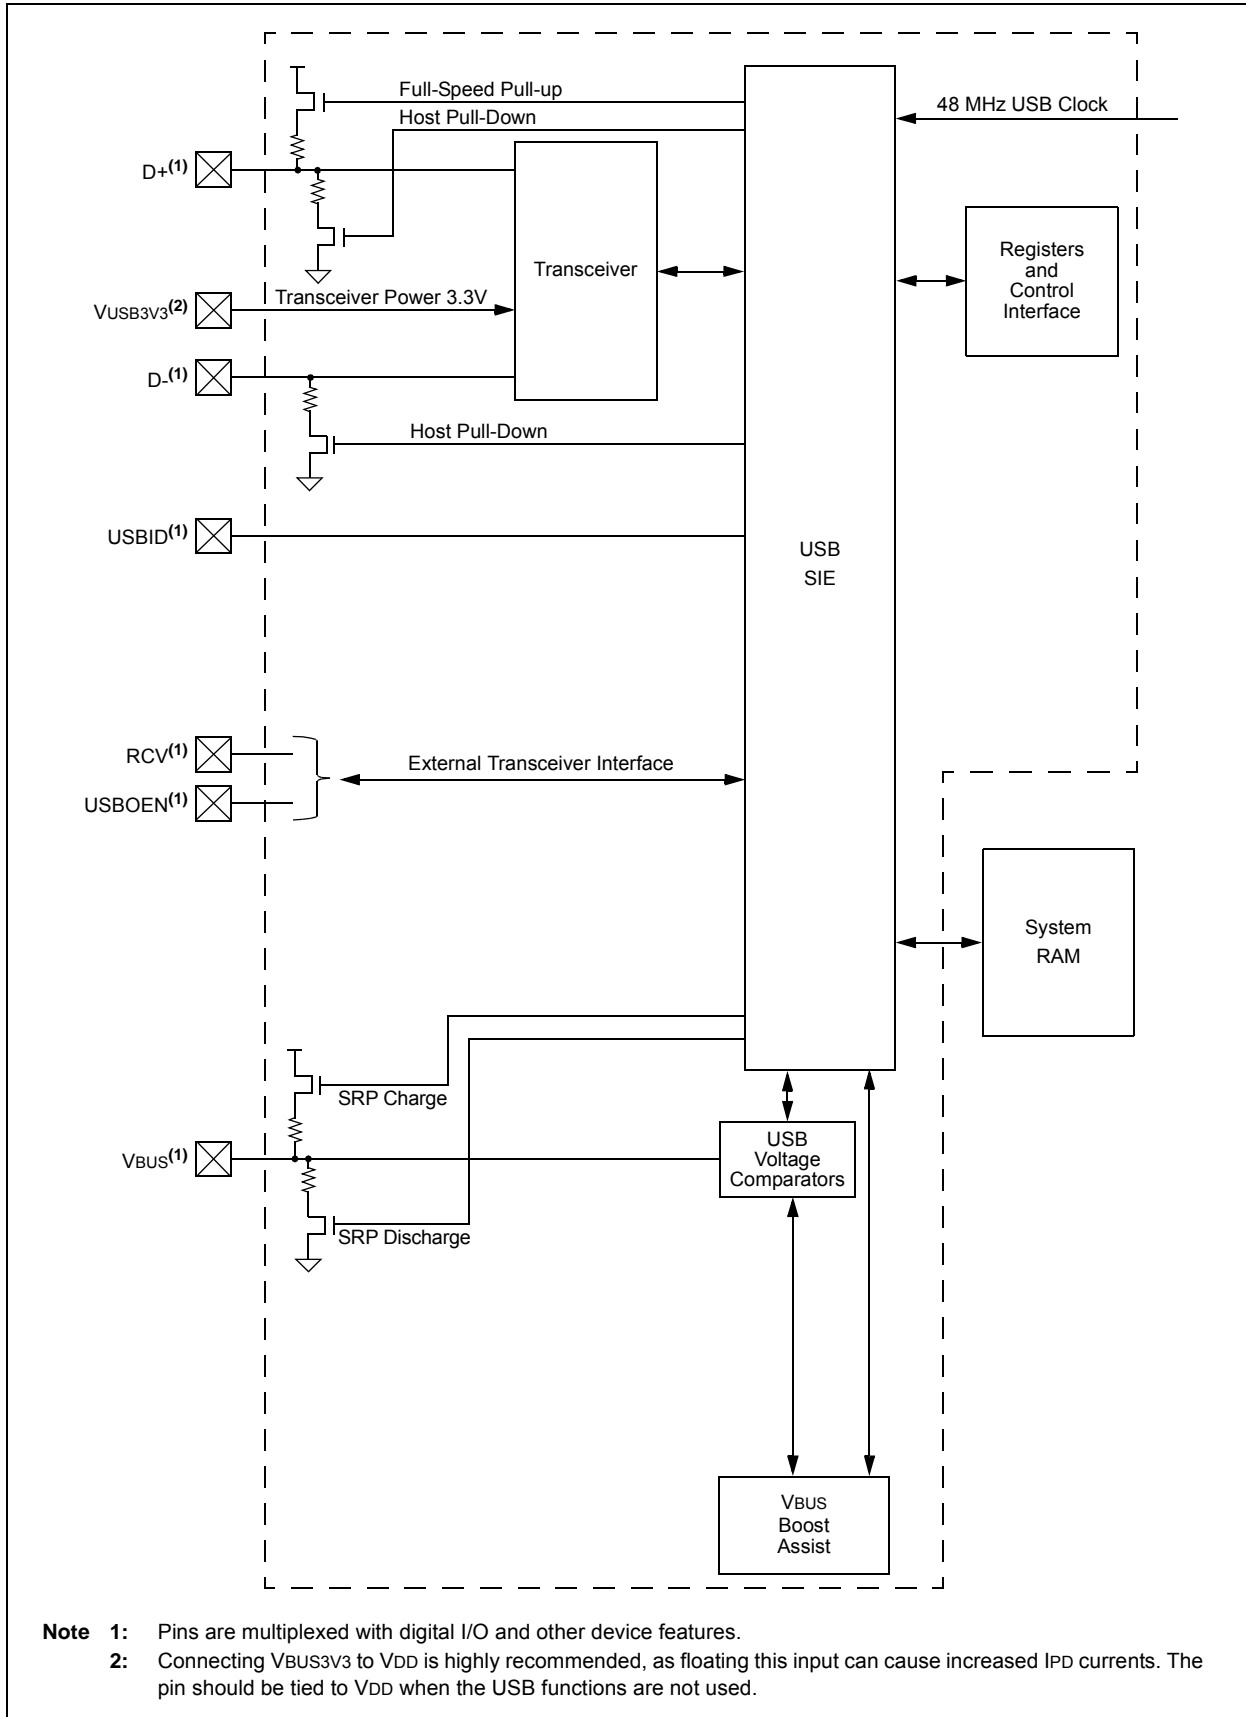 Full-Speed Pull-up
48 MHz USB Clock
Host Pull-Down
D+(1)
Registers
and
Control
Interface
Transceiver
Transceiver Power 3.3V
VUSB3V3(2)
D-(1)
Host Pull-Down
USBID(1)
USB
SIE
RCV(1)
External Transceiver Interface
USBOEN(1)
System
RAM
SRP Charge
USB
Voltage
Comparators
VBUS(1)
SRP Discharge
VBUS
Boost
Assist
Note 1: Pins are multiplexed with digital I/O and other device features.
2: Connecting VBUS3V3 to VDD is highly recommended, as floating this input can cause increased IPD currents. The
pin should be tied to VDD when the USB functions are not used.